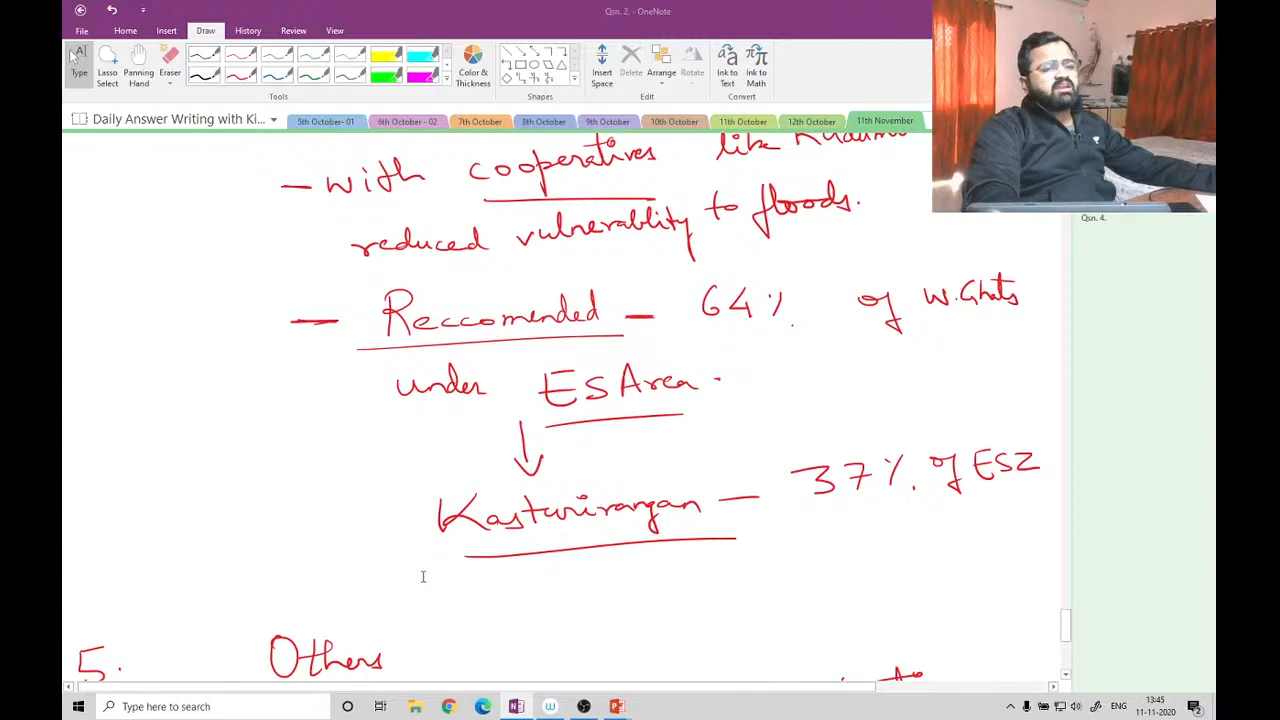 Qsn. 2. - OneNote
File Home Insert Draw History Review View
Type
Lasso Select
Panning Hand
Eraser
Color & Thickness
Insert Space
Delete
Arrange
Rotate
Ink to Text
Ink to Math
Tools
Shapes
Edit
Convert
Daily Answer Writing with Ki...
5th October- 01
6th October - 02
7th October
8th October
9th October
10th October
11th October
12th October
11th November
Qsn. 4.
- with cooperatives like
reduced vulnerablity to floods.
- Reccomended - 64% of W.Ghats
under ESArea.
Kasturirangan - 37% of ESZ
5. Others
Type here to search
13:45
11-11-2020
2